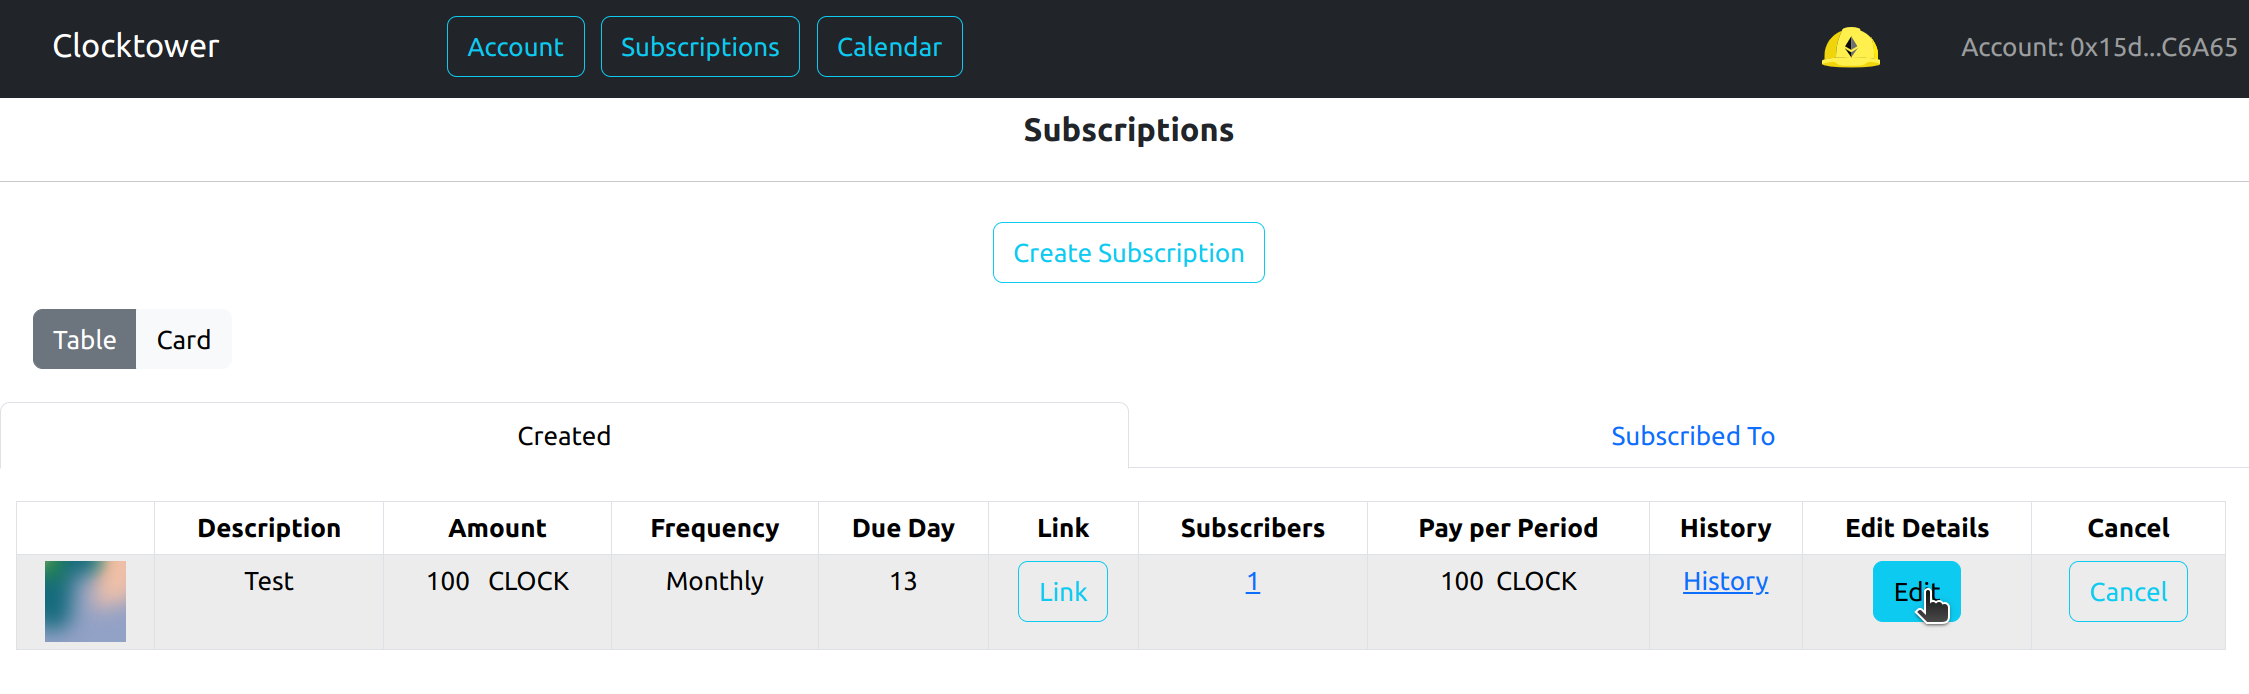 Clocktower Account Subscriptions Calendar Account: 0x15d...C6A65
Subscriptions
Create Subscription
Table Card
Created Subscribed To
Description Amount Frequency Due Day Link Subscribers Pay per Period History Edit Details Cancel
Test 100 CLOCK Monthly 13 Link 1 100 CLOCK History Edit Cancel